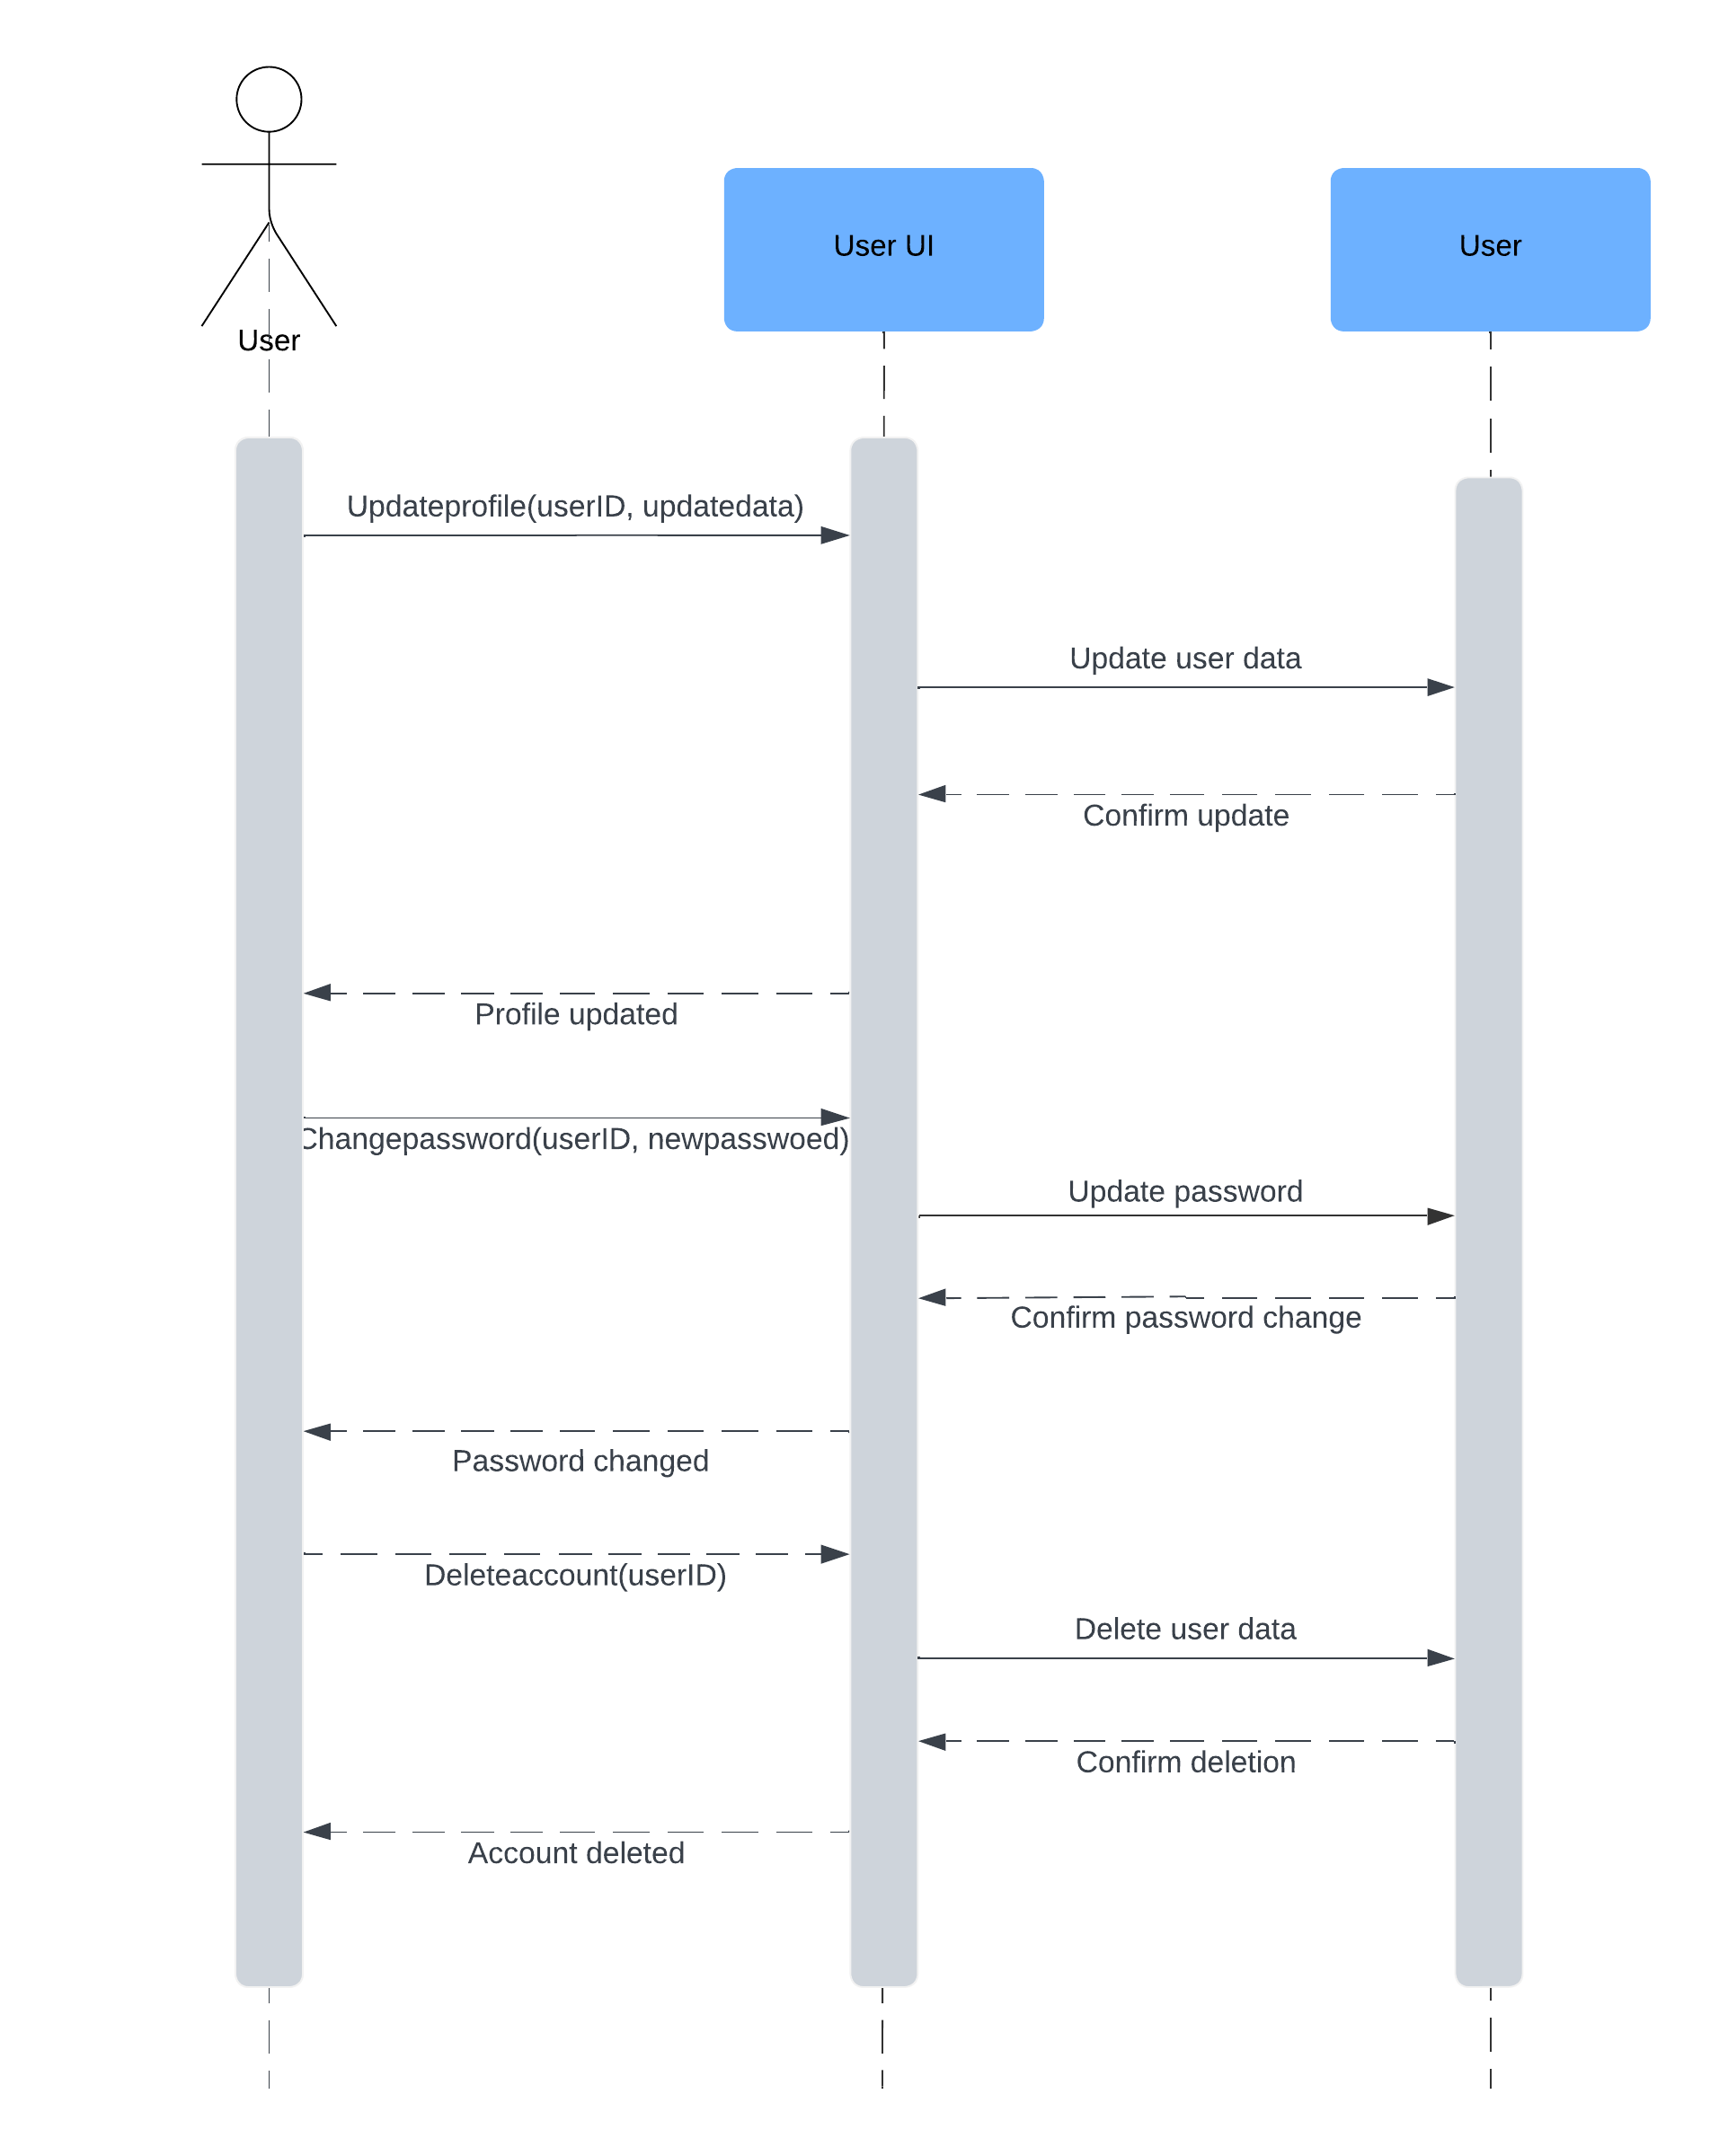 User
User UI
User
Updateprofile(userID, updatedata)
Update user data
Confirm update
Profile updated
Changepassword(userID, newpasswoed)
Update password
Confirm password change
Password changed
Deleteaccount(userID)
Delete user data
Confirm deletion
Account deleted